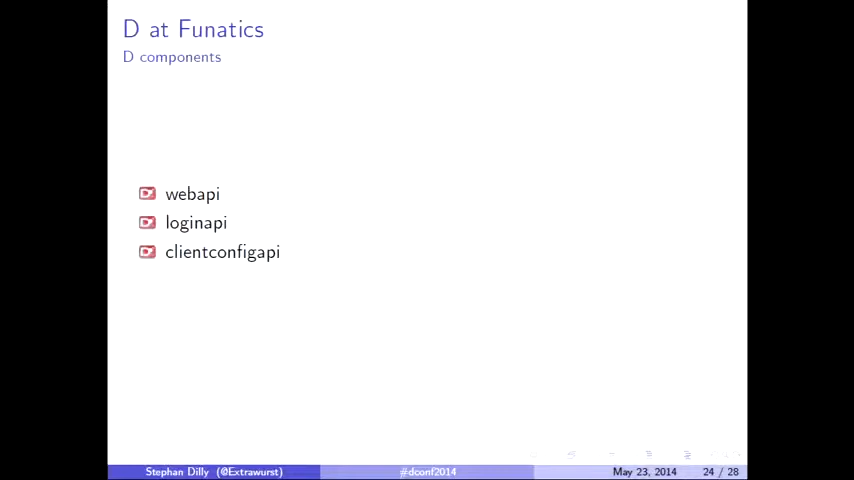 D at Funatics
D components
webapi
loginapi
clientconfigapi
Stephan Dilly (@Extrawurst) #dconf2014 May 23, 2014 24 / 28